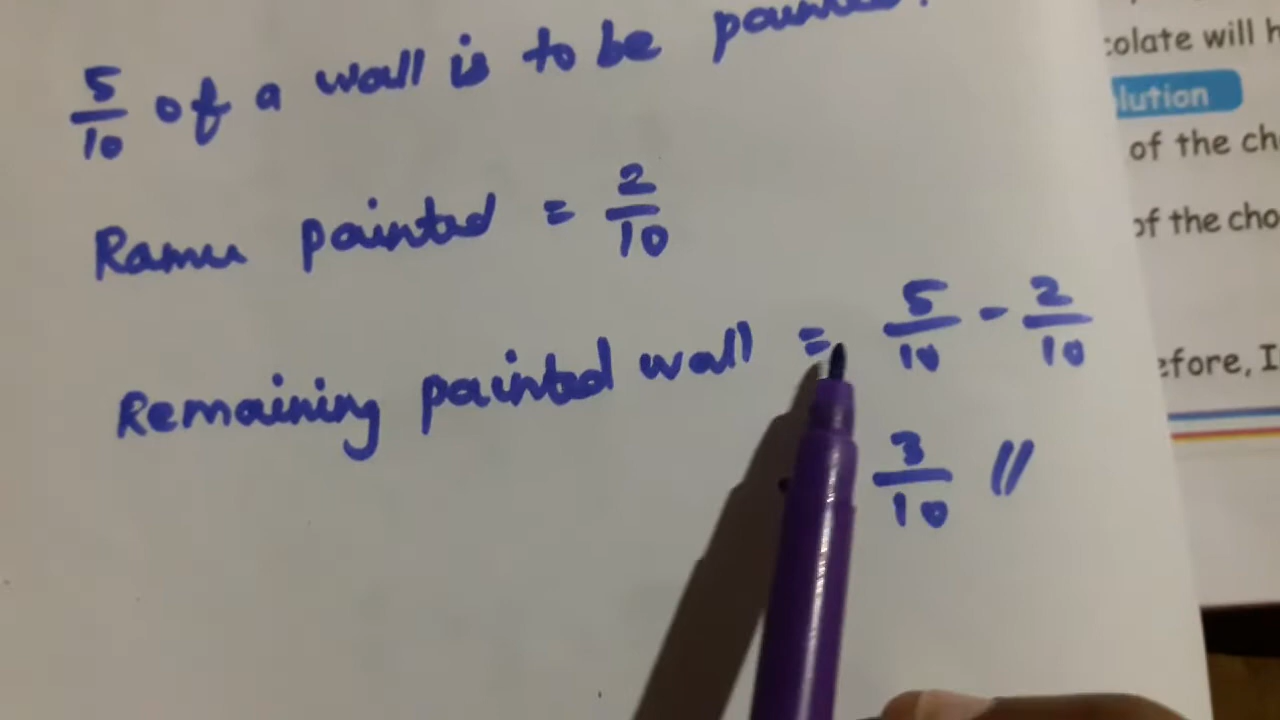 5/10 of a wall is to be painted.
Ramu painted = 2/10
Remaining painted wall = 5/10 - 2/10
3/10 //
colate will h
lution
of the ch
of the cho
efore, I